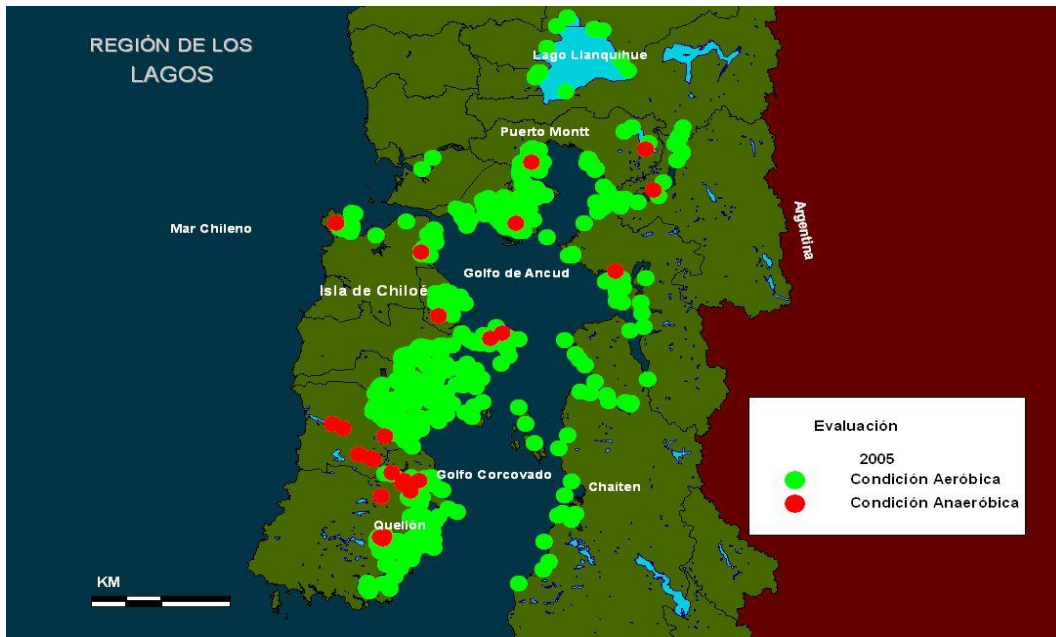 REGIÓN DE LOS
LAGOS
Lago Llanquihue
Puerto Montt
Mar Chileno
Argentina
Golfo de Ancud
Isla de Chiloé
Golfo Corcovado
Chaiten
Quellón
KM
Evaluación
2005
Condición Aeróbica
Condición Anaeróbica